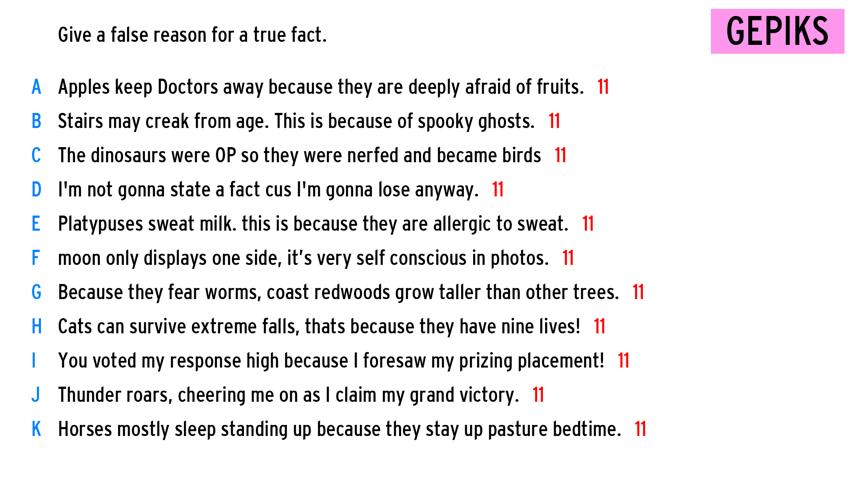 Give a false reason for a true fact.
GEPIKS
A Apples keep Doctors away because they are deeply afraid of fruits. 11
B Stairs may creak from age. This is because of spooky ghosts. 11
C The dinosaurs were OP so they were nerfed and became birds 11
D I'm not gonna state a fact cus I'm gonna lose anyway. 11
E Platypuses sweat milk. this is because they are allergic to sweat. 11
F moon only displays one side, it’s very self conscious in photos. 11
G Because they fear worms, coast redwoods grow taller than other trees. 11
H Cats can survive extreme falls, thats because they have nine lives! 11
I You voted my response high because I foresaw my prizing placement! 11
J Thunder roars, cheering me on as I claim my grand victory. 11
K Horses mostly sleep standing up because they stay up pasture bedtime. 11